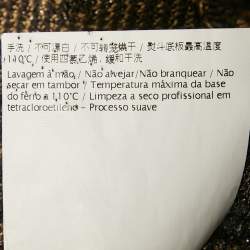 手洗 / 不可漂白 / 不可转笼烘干 / 熨斗底板最高温度
110℃ / 使用四氯乙烯，缓和干洗
Lavagem à mão / Não alvejar/Não branquear / Não
secar em tambor / Temperatura máxima da base
do ferro a 110°C / Limpeza a seco profissional em
tetracloroetileno - Processo suave